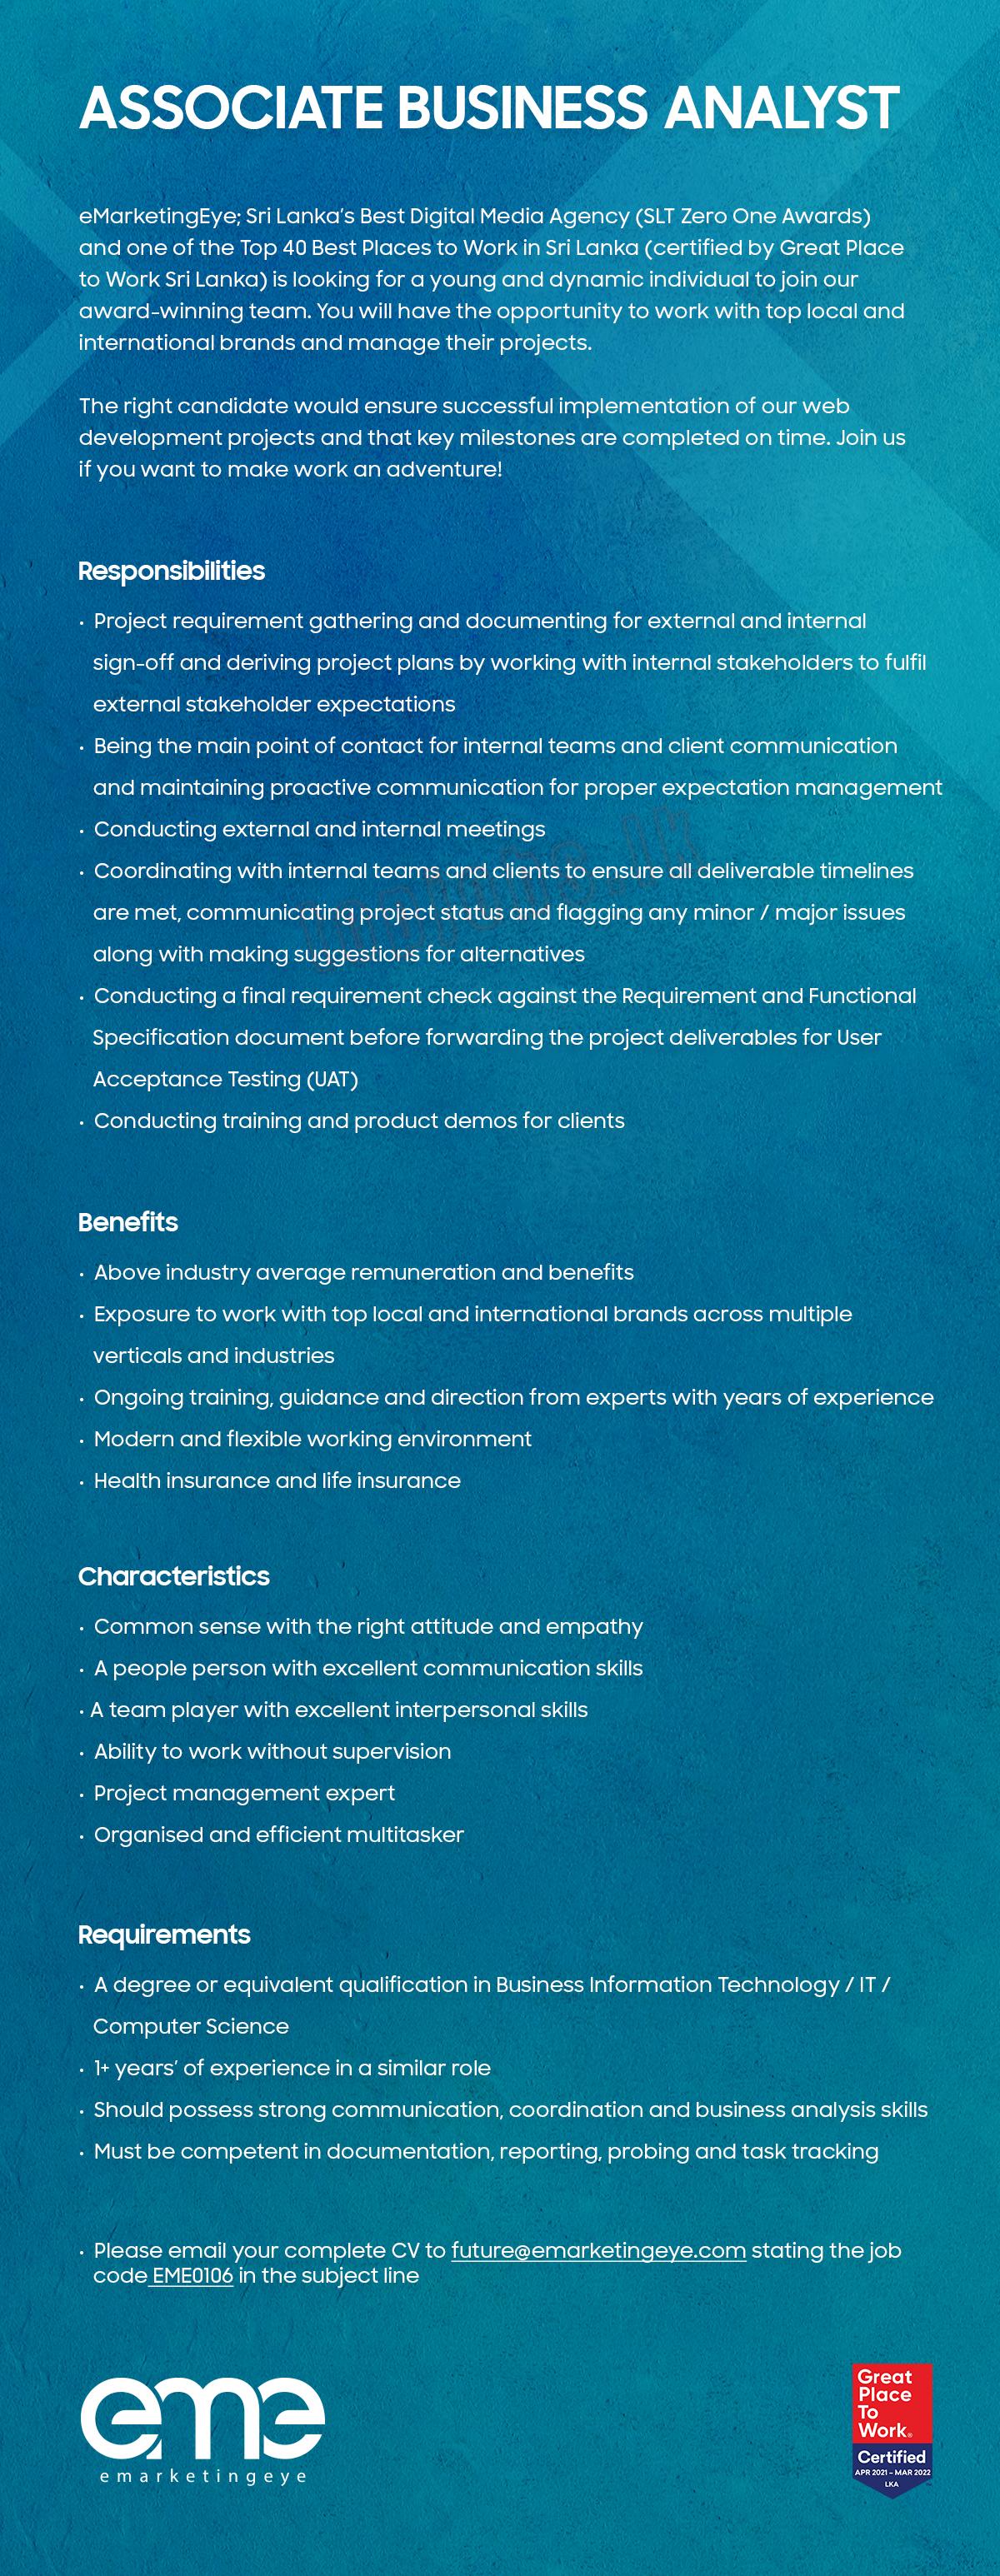 ASSOCIATE BUSINESS ANALYST
eMarketingEye; Sri Lanka's Best Digital Media Agency (SLT Zero One Awards)
and one of the Top 40 Best Places to Work in Sri Lanka (certified by Great Place
to Work Sri Lanka) is looking for a young and dynamic individual to join our
award-winning team. You will have the opportunity to work with top local and
international brands and manage their projects.
The right candidate would ensure successful implementation of our web
development projects and that key milestones are completed on time. Join us
if you want to make work an adventure!
Responsibilities
• Project requirement gathering and documenting for external and internal
sign-off and deriving project plans by working with internal stakeholders to fulfil
external stakeholder expectations
• Being the main point of contact for internal teams and client communication
and maintaining proactive communication for proper expectation management
• Conducting external and internal meetings
• Coordinating with internal teams and clients to ensure all deliverable timelines
are met, communicating project status and flagging any minor / major issues
along with making suggestions for alternatives
• Conducting a final requirement check against the Requirement and Functional
Specification document before forwarding the project deliverables for User
Acceptance Testing (UAT)
• Conducting training and product demos for clients
Benefits
• Above industry average remuneration and benefits
• Exposure to work with top local and international brands across multiple
verticals and industries
• Ongoing training, guidance and direction from experts with years of experience
• Modern and flexible working environment
• Health insurance and life insurance
Characteristics
• Common sense with the right attitude and empathy
• A people person with excellent communication skills
• A team player with excellent interpersonal skills
• Ability to work without supervision
• Project management expert
• Organised and efficient multitasker
Requirements
• A degree or equivalent qualification in Business Information Technology / IT /
Computer Science
• 1+ years' of experience in a similar role
• Should possess strong communication, coordination and business analysis skills
• Must be competent in documentation, reporting, probing and task tracking
• Please email your complete CV to future@emarketingeye.com stating the job
code EME0106 in the subject line
eme
emarketingeye
Great
Place
To
Work®
Certified
APR 2021 - MAR 2022
LKA